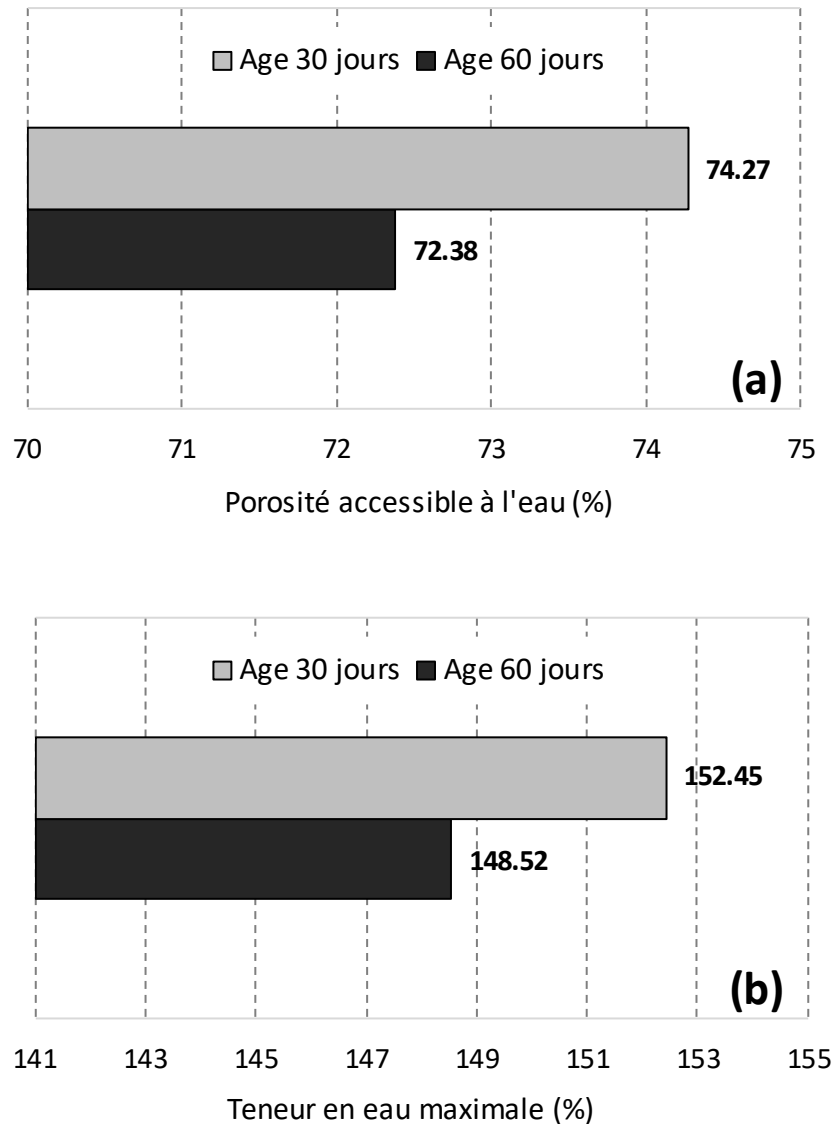 Age 30 jours Age 60 jours
74.27
72.38
(a)
70 71 72 73 74 75
Porosité accessible à l'eau (%)
Age 30 jours Age 60 jours
152.45
148.52
(b)
141 143 145 147 149 151 153 155
Teneur en eau maximale (%)